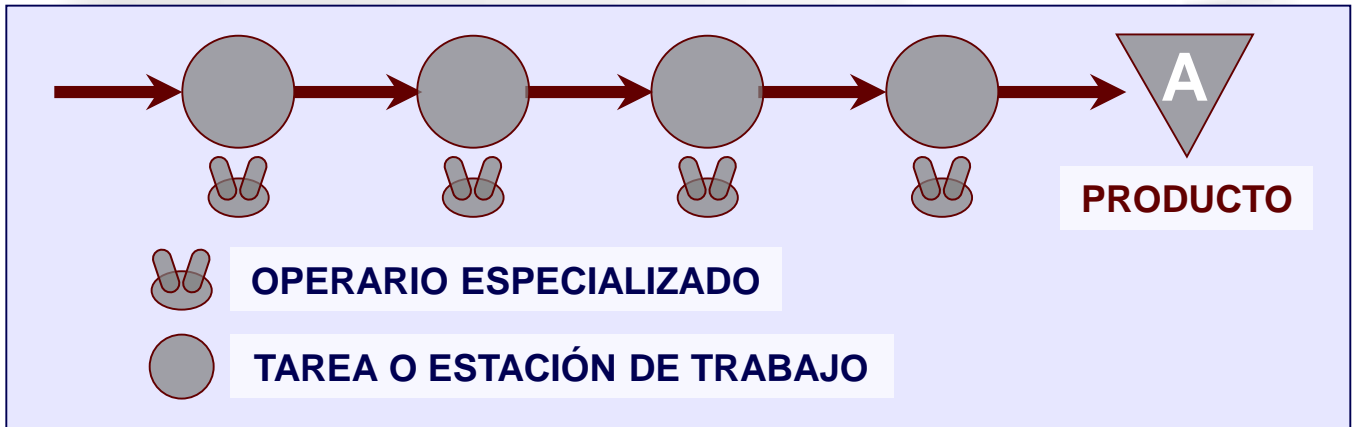 A
PRODUCTO
OPERARIO ESPECIALIZADO
TAREA O ESTACIÓN DE TRABAJO